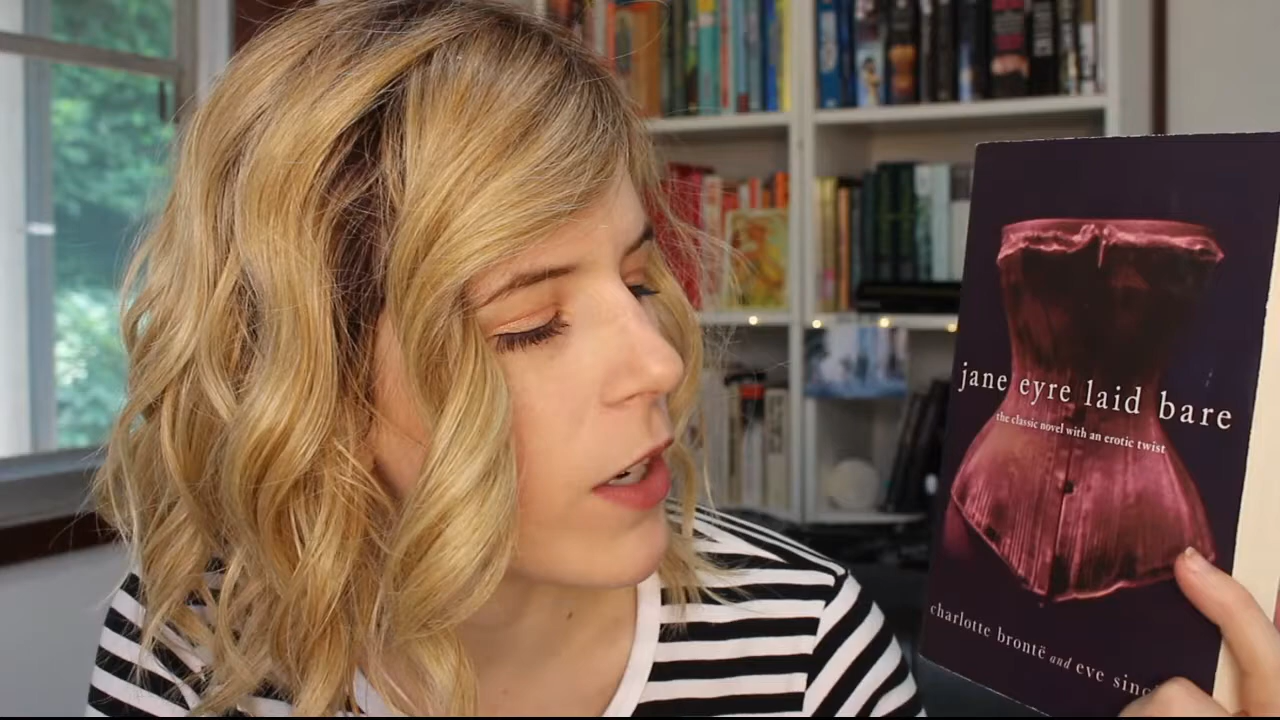 jane eyre laid bare
the classic novel with an erotic twist
charlotte brontë and eve